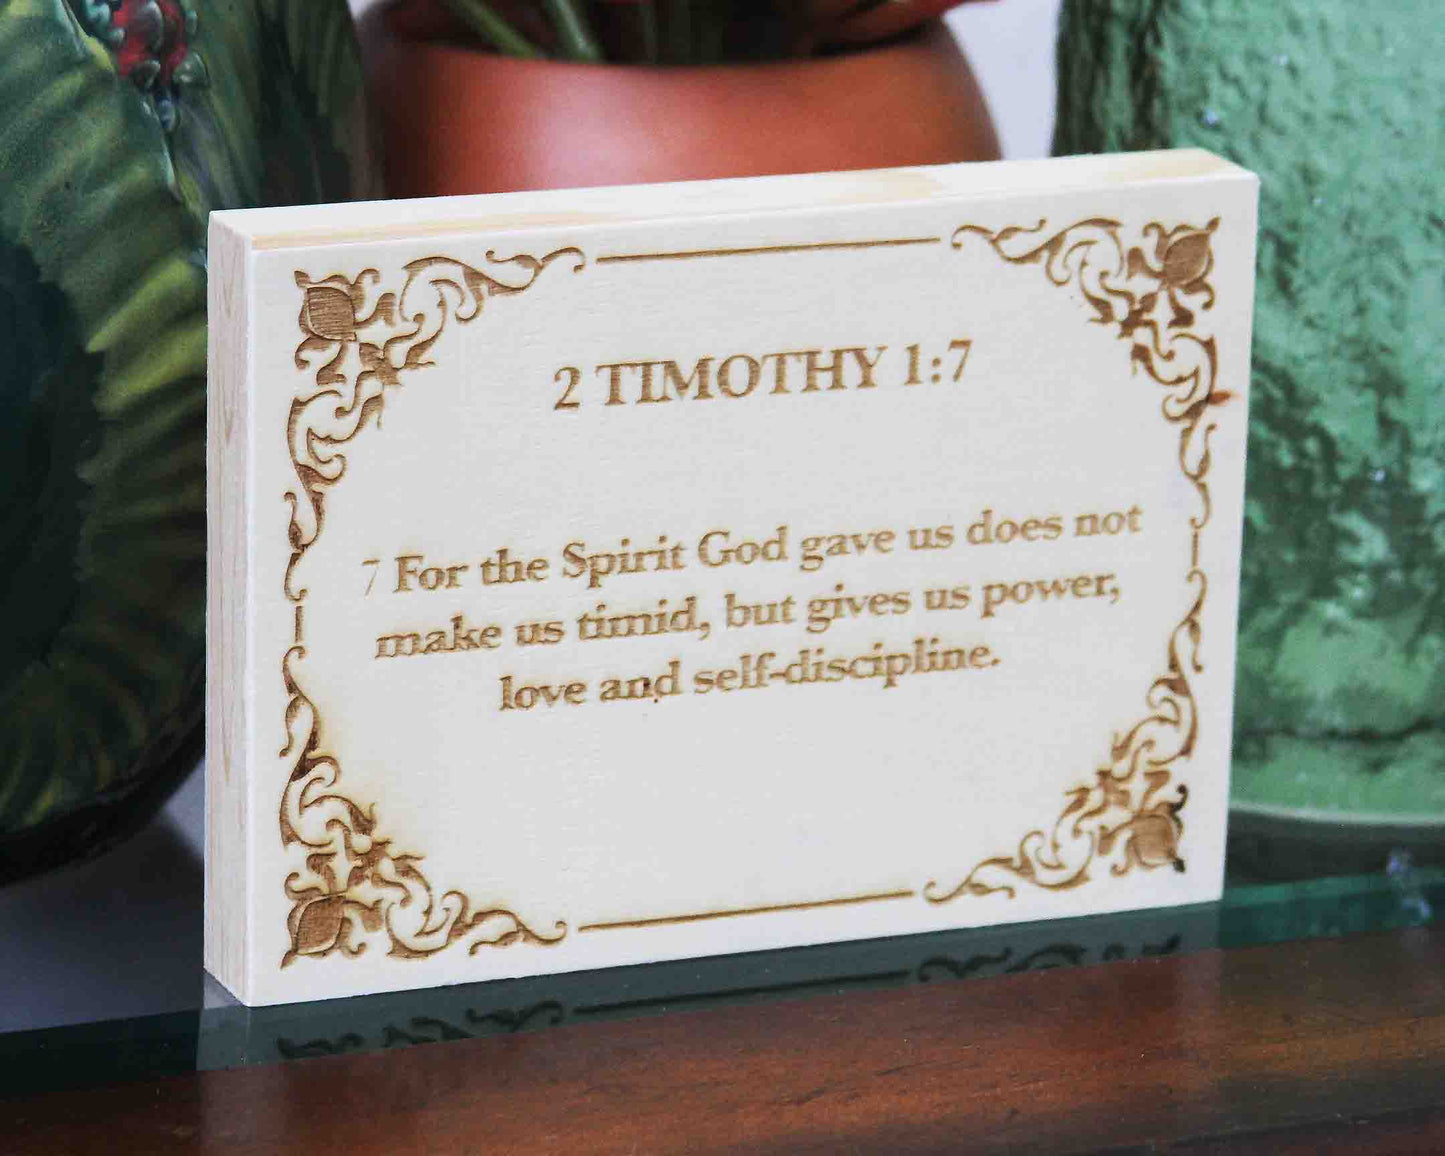 2 TIMOTHY 1:7
7 For the Spirit God gave us does not
make us timid, but gives us power,
love and self-discipline.